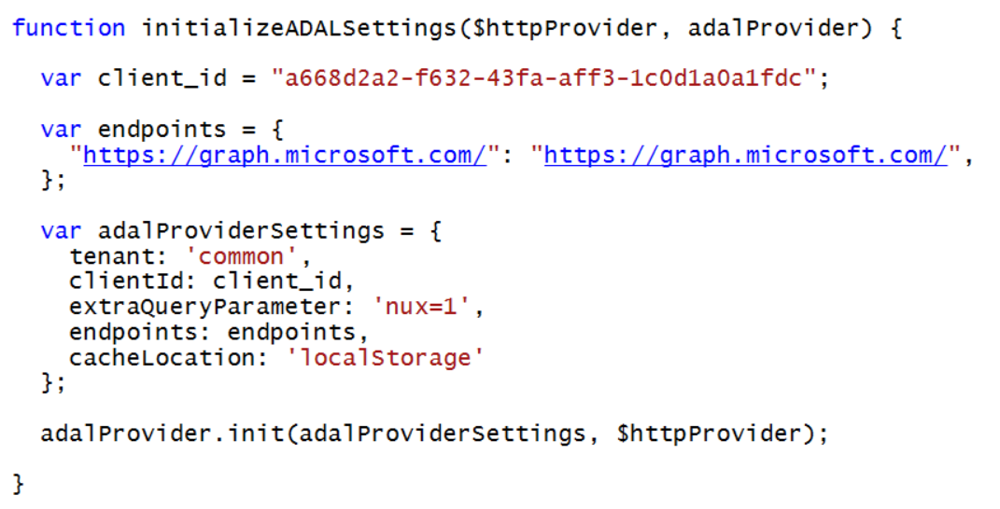 function initializeADALSettings($httpProvider, adalProvider) {
var client_id = "a668d2a2-f632-43fa-aff3-1c0d1a0a1fdc";
var endpoints = {
"https://graph.microsoft.com/": "https://graph.microsoft.com/",
};
var adalProviderSettings = {
tenant: 'common',
clientId: client_id,
extraQueryParameter: 'nux=1',
endpoints: endpoints,
cacheLocation: 'localStorage'
};
adalProvider.init(adalProviderSettings, $httpProvider);
}